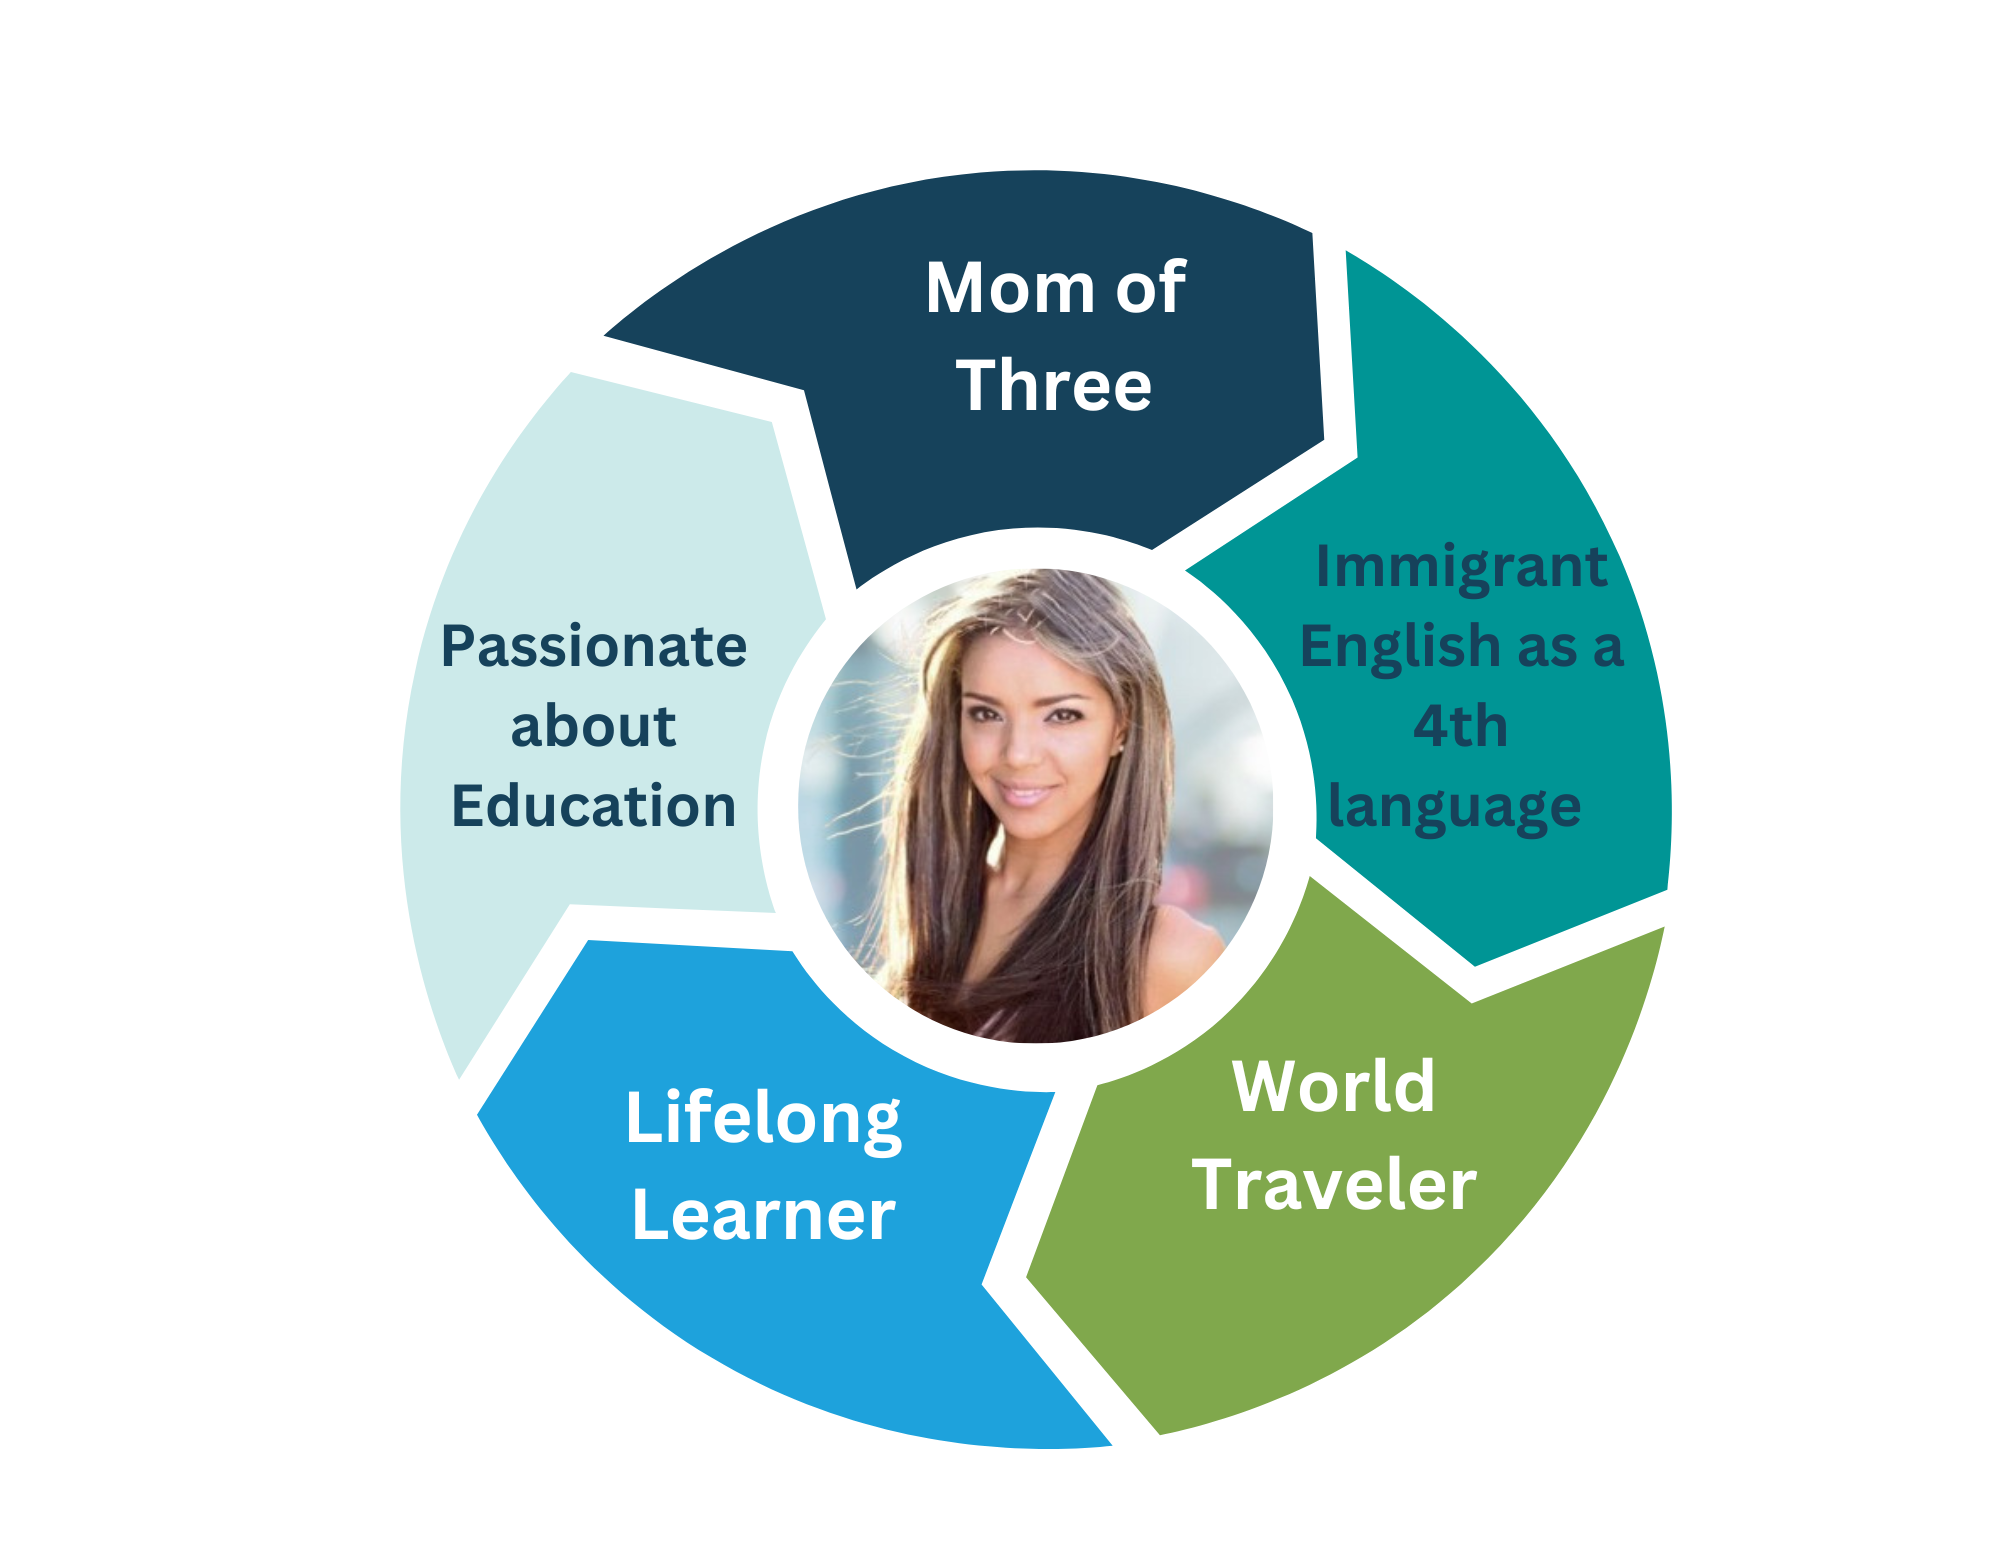 Mom of
Three
Immigrant
English as a
4th
language
World
Traveler
Lifelong
Learner
Passionate
about
Education